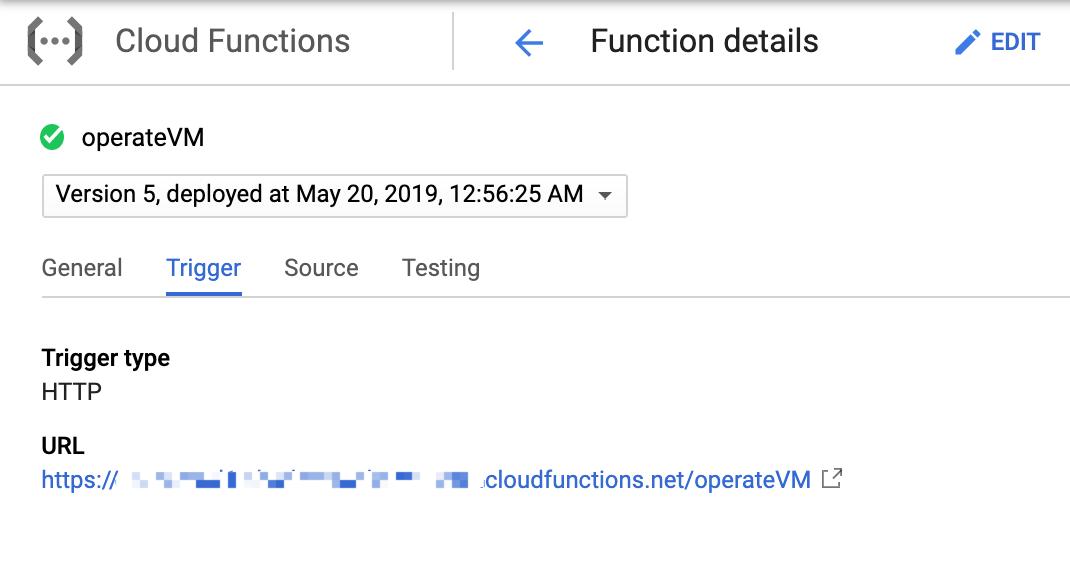 Cloud Functions
Function details
EDIT
operateVM
Version 5, deployed at May 20, 2019, 12:56:25 AM
General Trigger Source Testing
Trigger type
HTTP
URL
https:// .cloudfunctions.net/operateVM